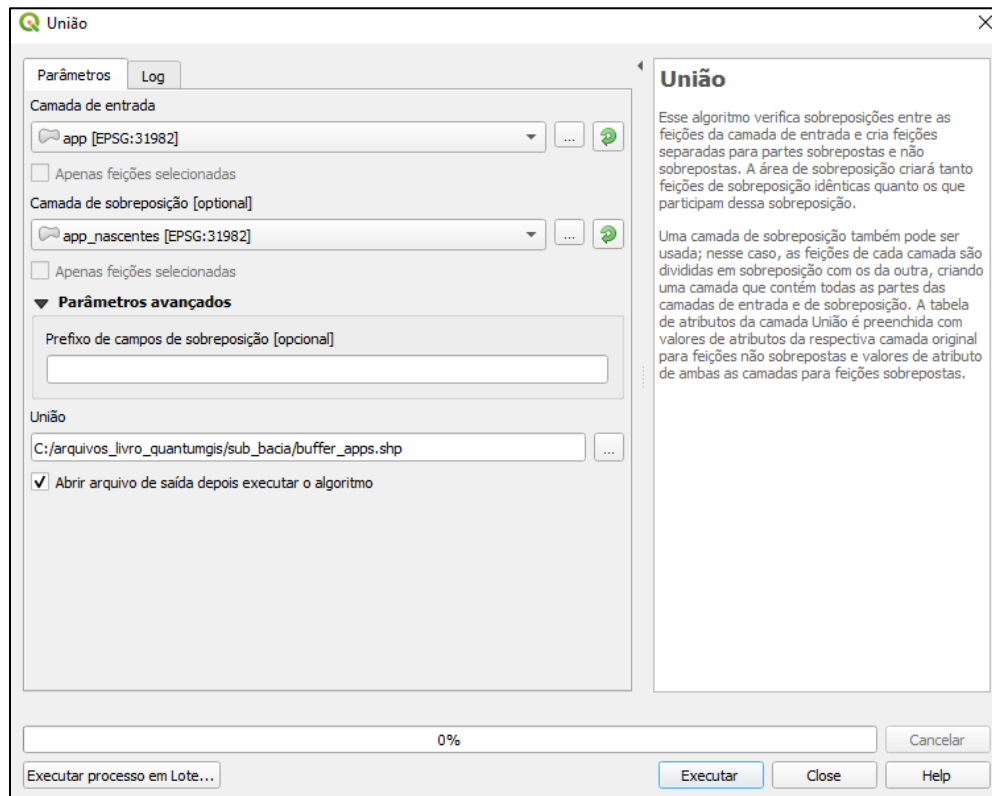 União
Parâmetros
Log
Camada de entrada
app [EPSG:31982]
...
Apenas feições selecionadas
Camada de sobreposição [optional]
app_nascentes [EPSG:31982]
...
Apenas feições selecionadas
Parâmetros avançados
Prefixo de campos de sobreposição [opcional]
União
C:/arquivos_livro_quantumgis/sub_bacia/buffer_apps.shp
...
Abrir arquivo de saída depois executar o algoritmo
União
Esse algoritmo verifica sobreposições entre as
feições da camada de entrada e cria feições
separadas para partes sobrepostas e não
sobrepostas. A área de sobreposição criará tanto
feições de sobreposição idênticas quanto os que
participam dessa sobreposição.
Uma camada de sobreposição também pode ser
usada; nesse caso, as feições de cada camada são
divididas em sobreposição com os da outra, criando
uma camada que contém todas as partes das
camadas de entrada e de sobreposição. A tabela
de atributos da camada União é preenchida com
valores de atributos da respectiva camada original
para feições não sobrepostas e valores de atributo
de ambas as camadas para feições sobrepostas.
0%
Cancelar
Executar processo em Lote...
Executar
Close
Help